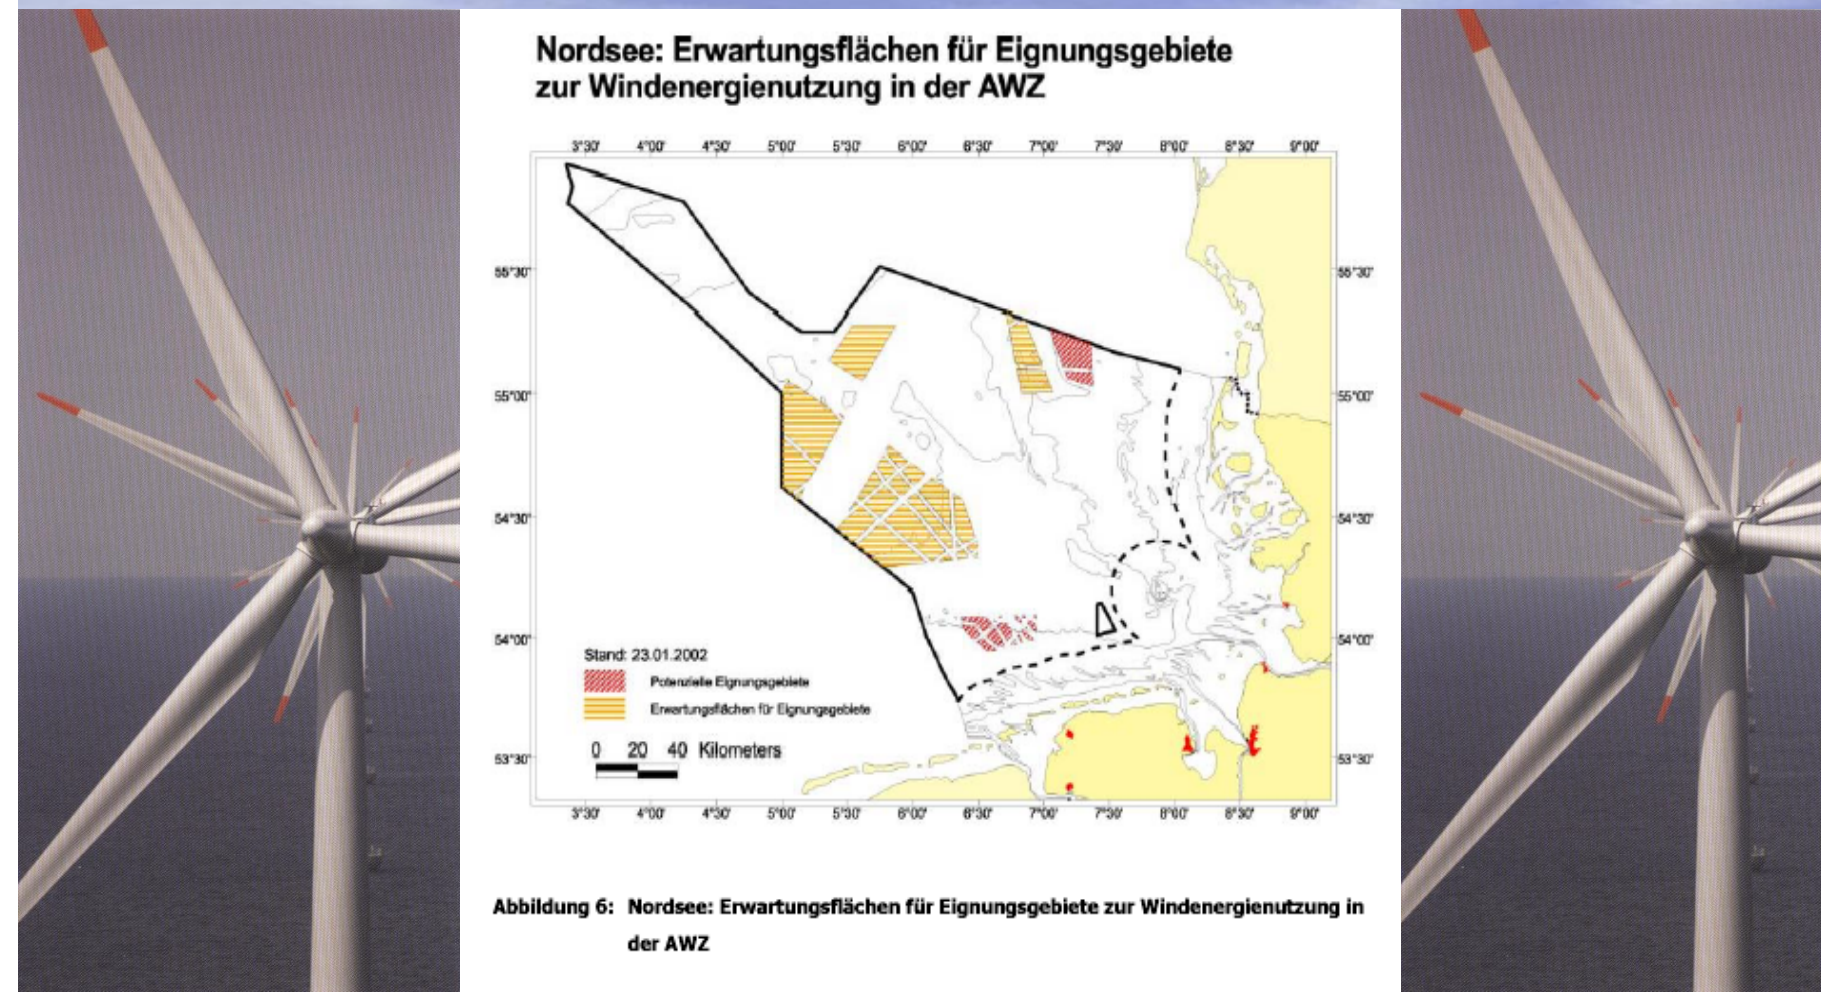 Nordsee: Erwartungsflächen für Eignungsgebiete
zur Windenergienutzung in der AWZ
3°30' 4°00' 4°30' 5°00' 5°30' 6°00' 6°30' 7°00' 7°30' 8°00' 8°30' 9°00'
55°30' 55°30'
55°00' 55°00'
54°30' 54°30'
54°00' 54°00'
Stand: 23.01.2002
Potenzielle Eignungsgebiete
Erwartungsflächen für Eignungsgebiete
0 20 40 Kilometers
53°30' 53°30'
3°30' 4°00' 4°30' 5°00' 5°30' 6°00' 6°30' 7°00' 7°30' 8°00' 8°30' 9°00'
Abbildung 6: Nordsee: Erwartungsflächen für Eignungsgebiete zur Windenergienutzung in
der AWZ